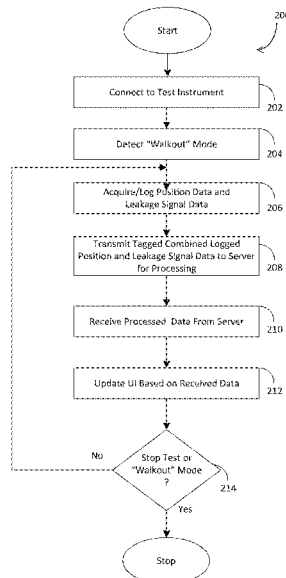 200
Start
Connect to Test Instrument
202
Detect "Walkout" Mode
204
Acquire/Log Position Data and
Leakage Signal Data
206
Transmit Tagged Combined Logged
Position and Leakage Signal Data to Server
for Processing
208
Receive Processed Data From Server
210
Update UI Based on Received Data
212
No
Stop Test or
"Walkout" Mode
?
214
Yes
Stop